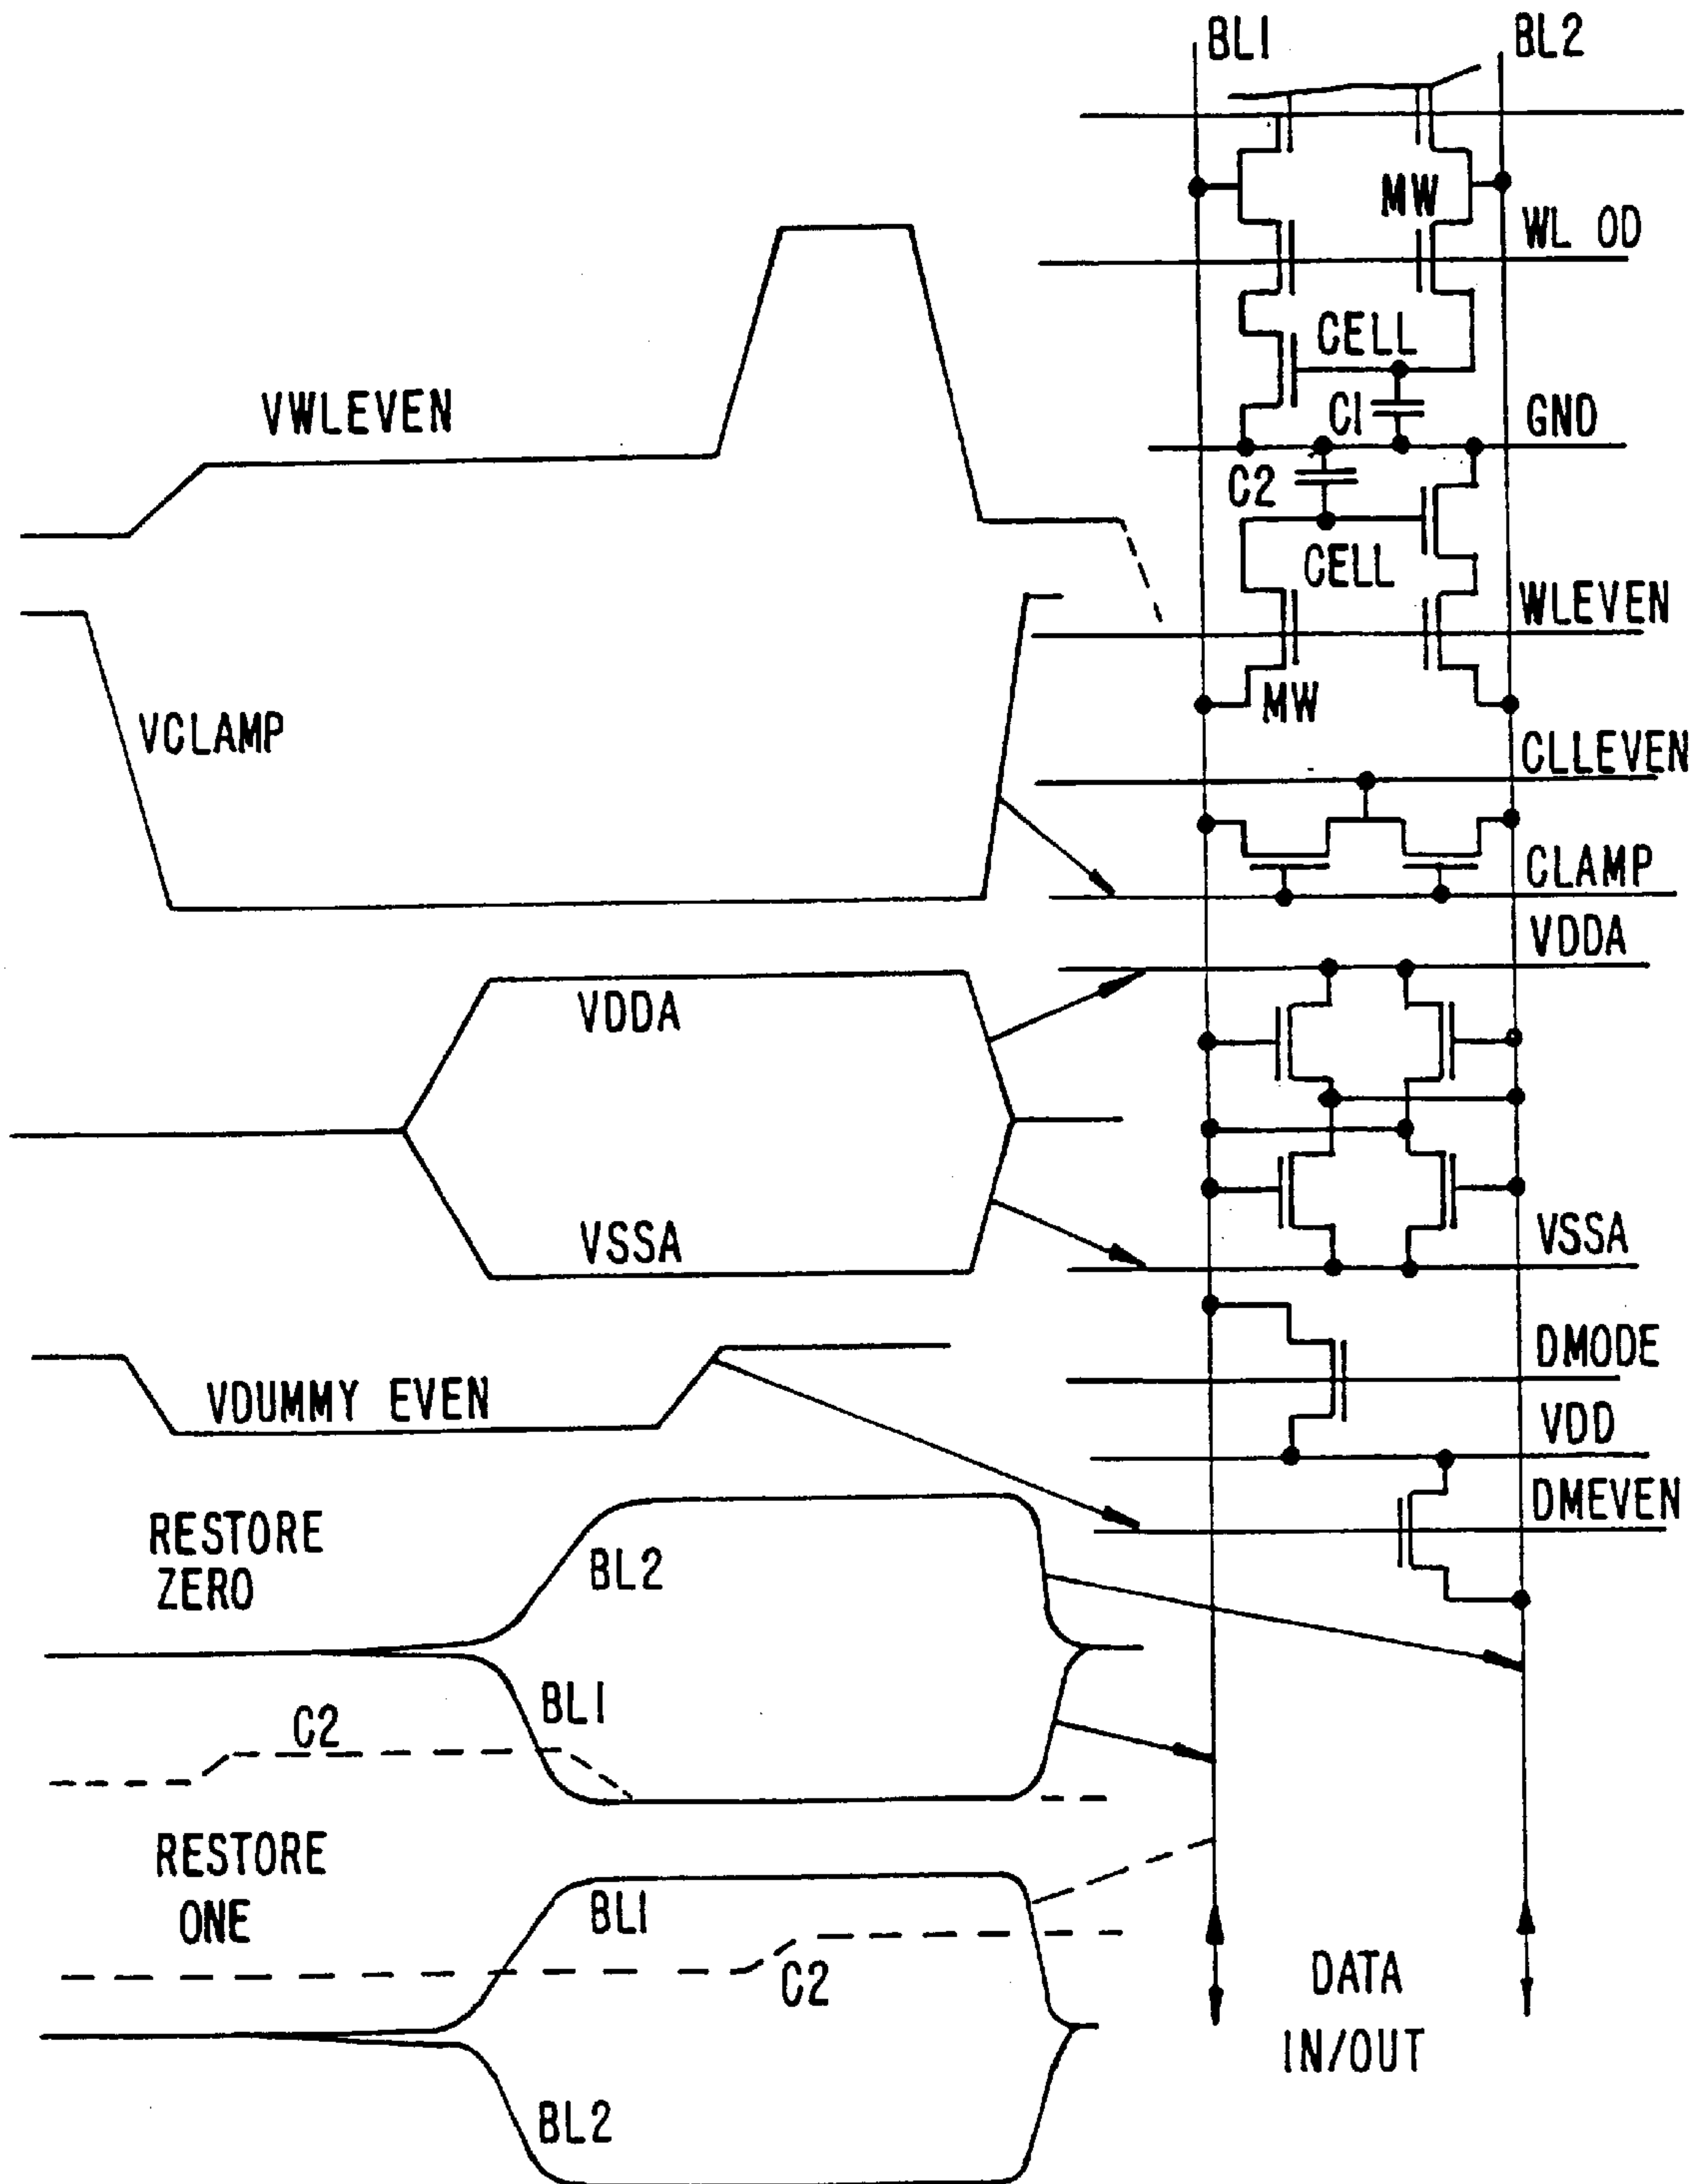 BL1
BL2
MW
WL OD
CELL
C1
GND
VWLEVEN
C2
CELL
WLEVEN
MW
VCLAMP
CLLEVEN
CLAMP
VDDA
VDDA
VSSA
VSSA
DMODE
VDUMMY EVEN
VDD
DMEVEN
RESTORE
ZERO
BL2
BL1
C2
RESTORE
ONE
BL1
C2
DATA
IN/OUT
BL2